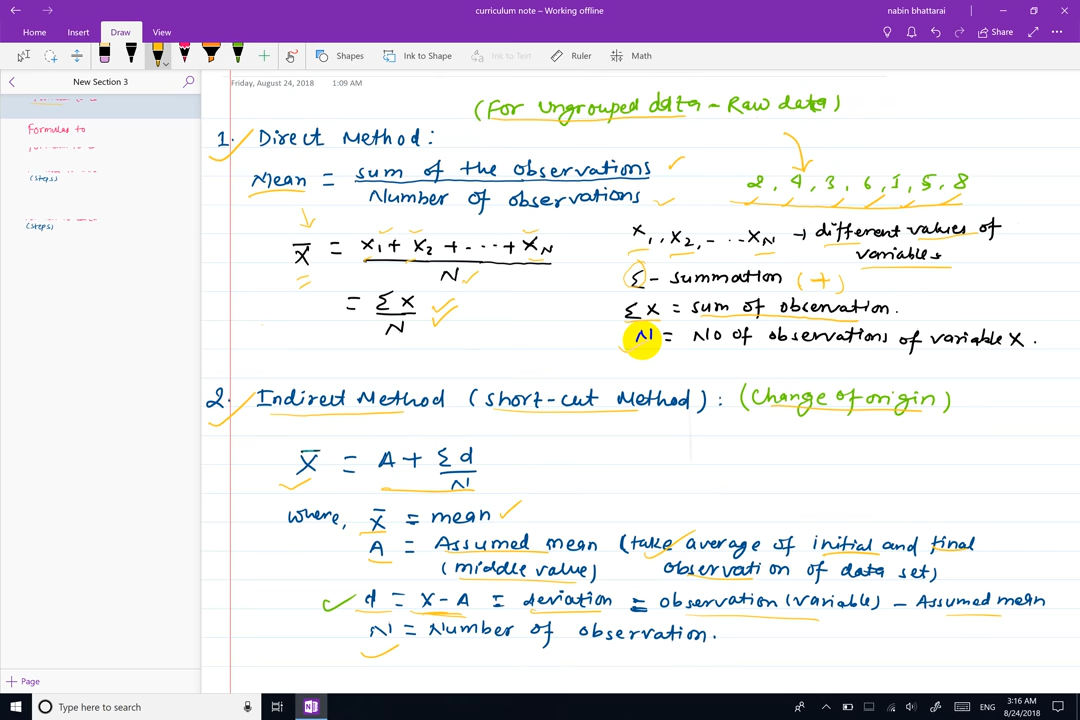 curriculum note – Working offline
nabin bhattarai
Home Insert Draw View
Share
Shapes Ink to Shape Ink to Text Ruler Math
New Section 3
Friday, August 24, 2018 1:09 AM
Formulas to
(steps)
(steps)
(For ungrouped data - Raw data)
1. Direct Method:
Mean = sum of the observations / Number of observations
2, 4, 3, 6, 1, 5, 8
X̄ = X1 + X2 + ... + XN / N
X1, X2, - .. XN → different values of variables
Σ - summation (+)
= ΣX / N
ΣX = sum of observation.
N = No of observations of variable X.
2. Indirect Method (short-cut Method): (Change of origin)
X̄ = A + Σd / N
where, X̄ = mean
A = Assumed mean (take average of initial and final
(middle value) observation of data set)
d = X - A = deviation = observation (variable) - Assumed mean
N = Number of observation.
+ Page
Type here to search
ENG
3:16 AM
8/24/2018